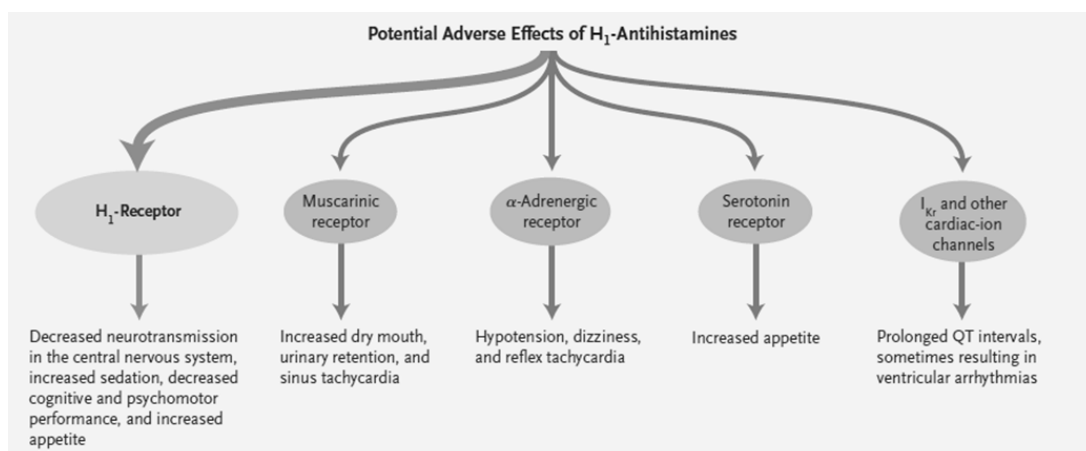 Potential Adverse Effects of H1-Antihistamines
H1-Receptor
Muscarinic
receptor
α-Adrenergic
receptor
Serotonin
receptor
IKr and other
cardiac-ion
channels
Decreased neurotransmission
in the central nervous system,
increased sedation, decreased
cognitive and psychomotor
performance, and increased
appetite
Increased dry mouth,
urinary retention, and
sinus tachycardia
Hypotension, dizziness,
and reflex tachycardia
Increased appetite
Prolonged QT intervals,
sometimes resulting in
ventricular arrhythmias